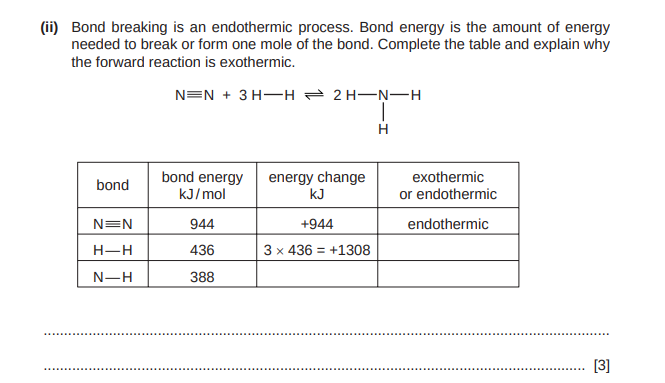 (ii) Bond breaking is an endothermic process. Bond energy is the amount of energy
needed to break or form one mole of the bond. Complete the table and explain why
the forward reaction is exothermic.
N≡N + 3 H—H ⇌ 2 H—N—H
H
bond bond energy kJ/mol energy change kJ exothermic or endothermic
N≡N 944 +944 endothermic
H—H 436 3 × 436 = +1308
N—H 388
[3]